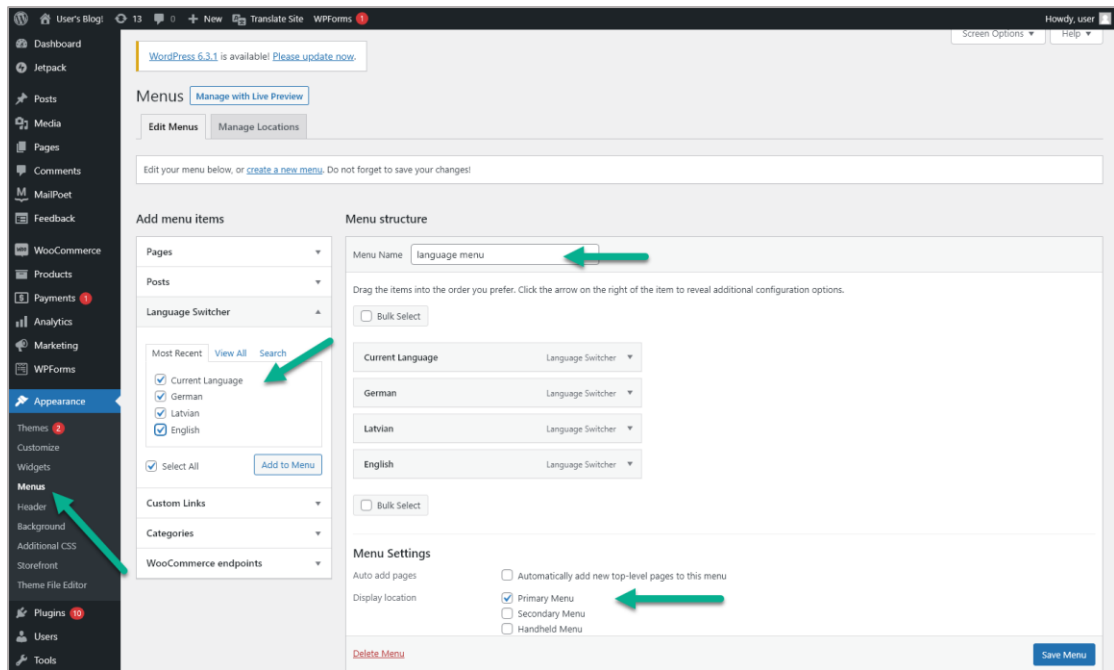 User's Blog! 13 0 + New Translate Site WPForms 1 Howdy, user
Screen Options Help
Dashboard
Jetpack
Posts
Media
Pages
Comments
MailPoet
Feedback
WooCommerce
Products
Payments 1
Analytics
Marketing
WPForms
Appearance
Themes 2
Customize
Widgets
Menus
Header
Background
Additional CSS
Storefront
Theme File Editor
Plugins 10
Users
Tools
WordPress 6.3.1 is available! Please update now.
Menus Manage with Live Preview
Edit Menus Manage Locations
Edit your menu below, or create a new menu. Do not forget to save your changes!
Add menu items
Pages
Posts
Language Switcher
Most Recent View All Search
Current Language
German
Latvian
English
Select All Add to Menu
Custom Links
Categories
WooCommerce endpoints
Menu structure
Menu Name language menu
Drag the items into the order you prefer. Click the arrow on the right of the item to reveal additional configuration options.
Bulk Select
Current Language Language Switcher
German Language Switcher
Latvian Language Switcher
English Language Switcher
Bulk Select
Menu Settings
Auto add pages Automatically add new top-level pages to this menu
Display location Primary Menu
Secondary Menu
Handheld Menu
Delete Menu Save Menu